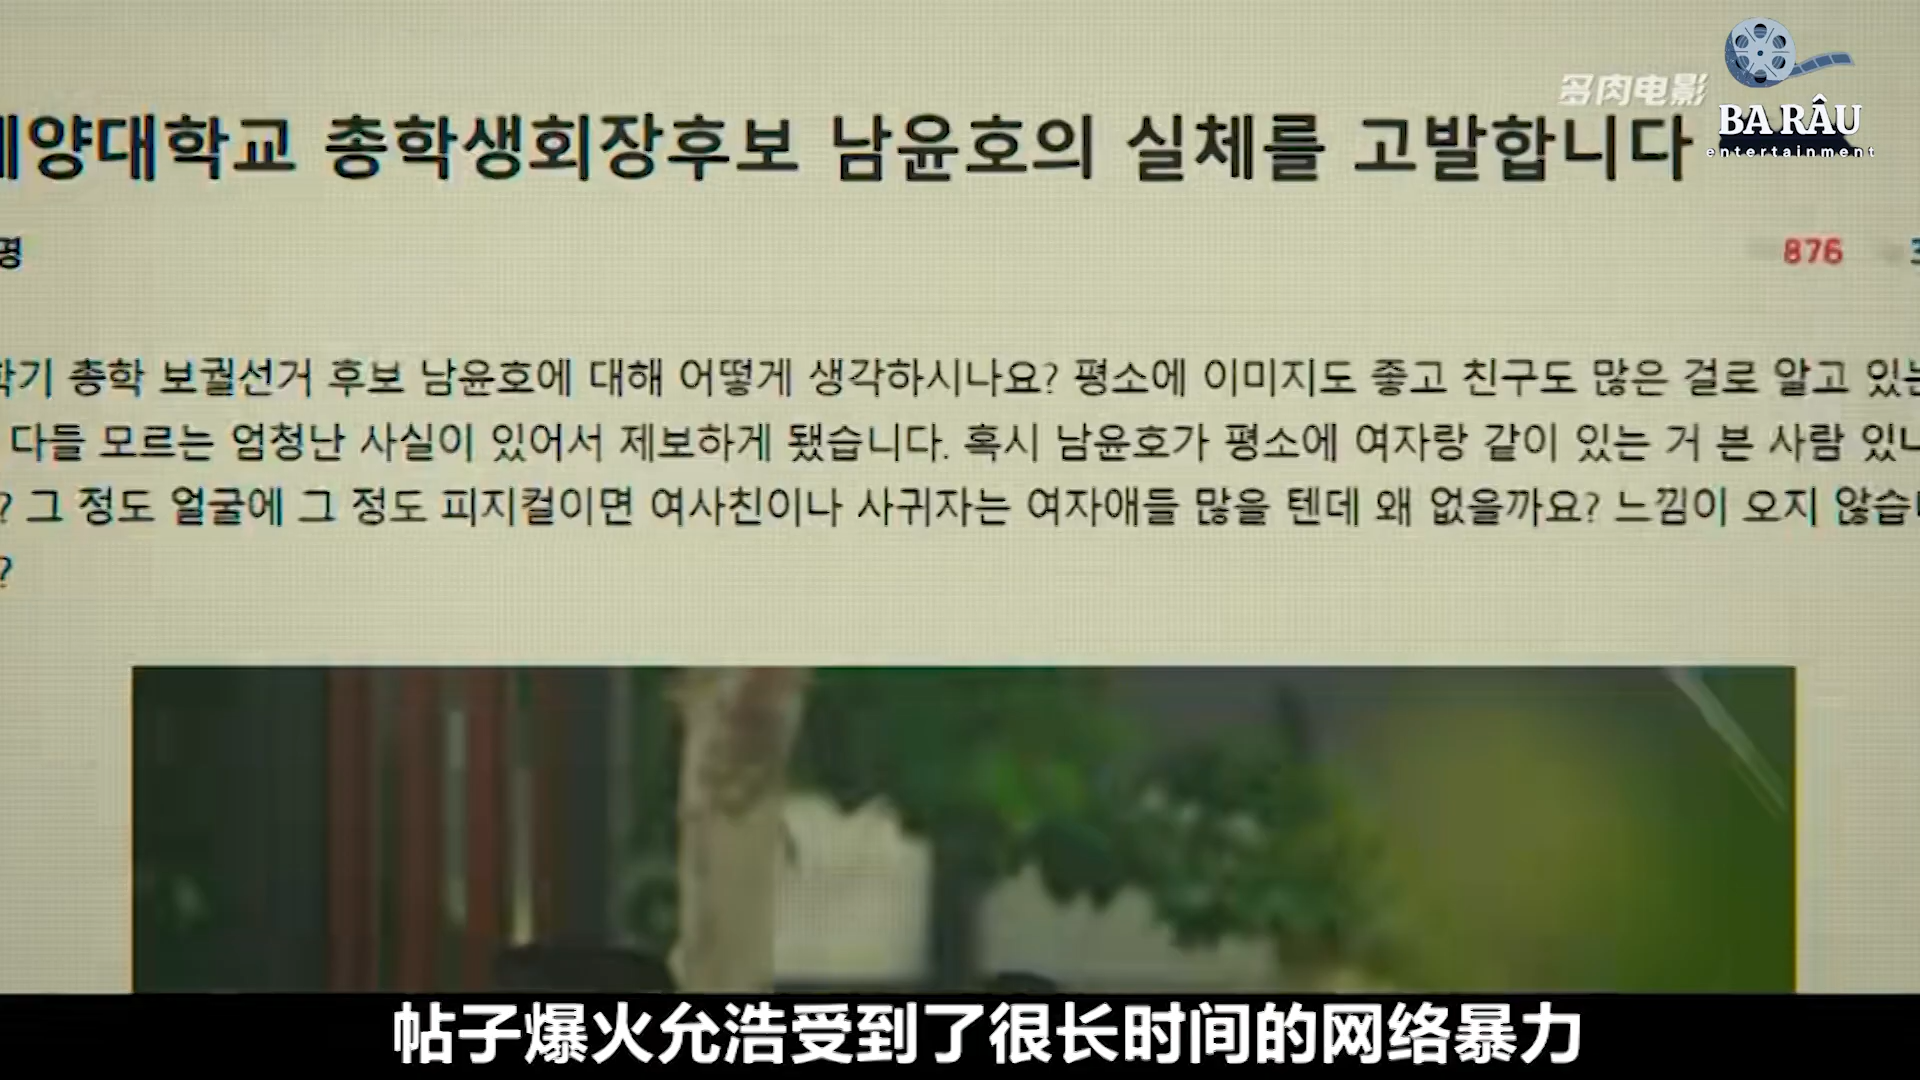 多肉电影
BA RÂU
entertainment
양대학교 총학생회장후보 남윤호의 실체를 고발합니다
명
876
학기 총학 보궐선거 후보 남윤호에 대해 어떻게 생각하시나요? 평소에 이미지도 좋고 친구도 많은 걸로 알고 있는
다들 모르는 엄청난 사실이 있어서 제보하게 됐습니다. 혹시 남윤호가 평소에 여자랑 같이 있는 거 본 사람 있나
? 그 정도 얼굴에 그 정도 피지컬이면 여사친이나 사귀자는 여자애들 많을 텐데 왜 없을까요? 느낌이 오지 않습
?
帖子爆火允浩受到了很长时间的网络暴力